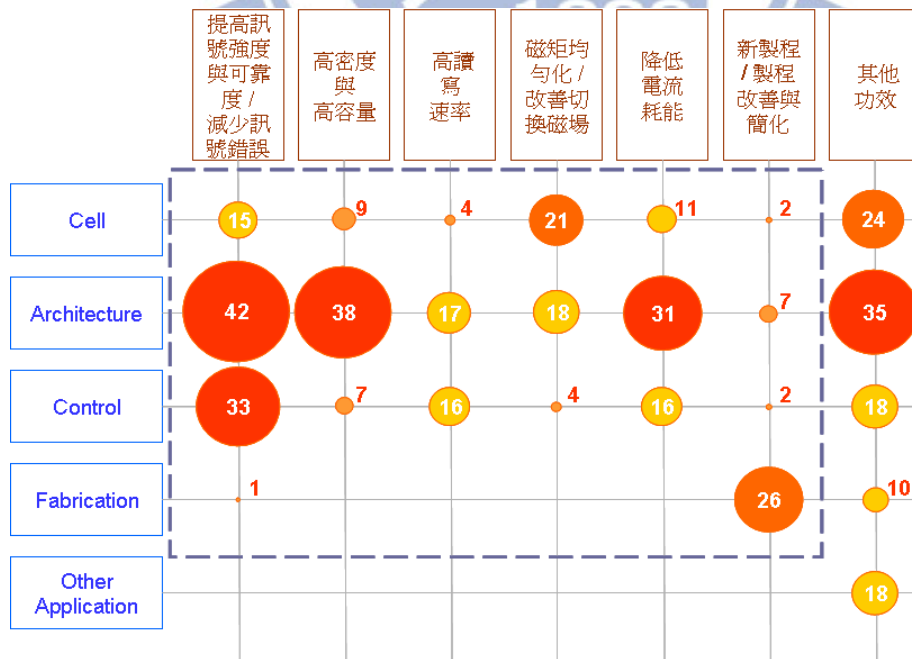 提高訊
號強度
與可靠
度 /
減少訊
號錯誤
高密度
與
高容量
高讀
寫
速率
磁矩均
勻化 /
改善切
換磁場
降低
電流
耗能
新製程
/ 製程
改善與
簡化
其他
功效
Cell
15
9
4
21
11
2
24
Architecture
42
38
17
18
31
7
35
Control
33
7
16
4
16
2
18
Fabrication
1
26
10
Other
Application
18